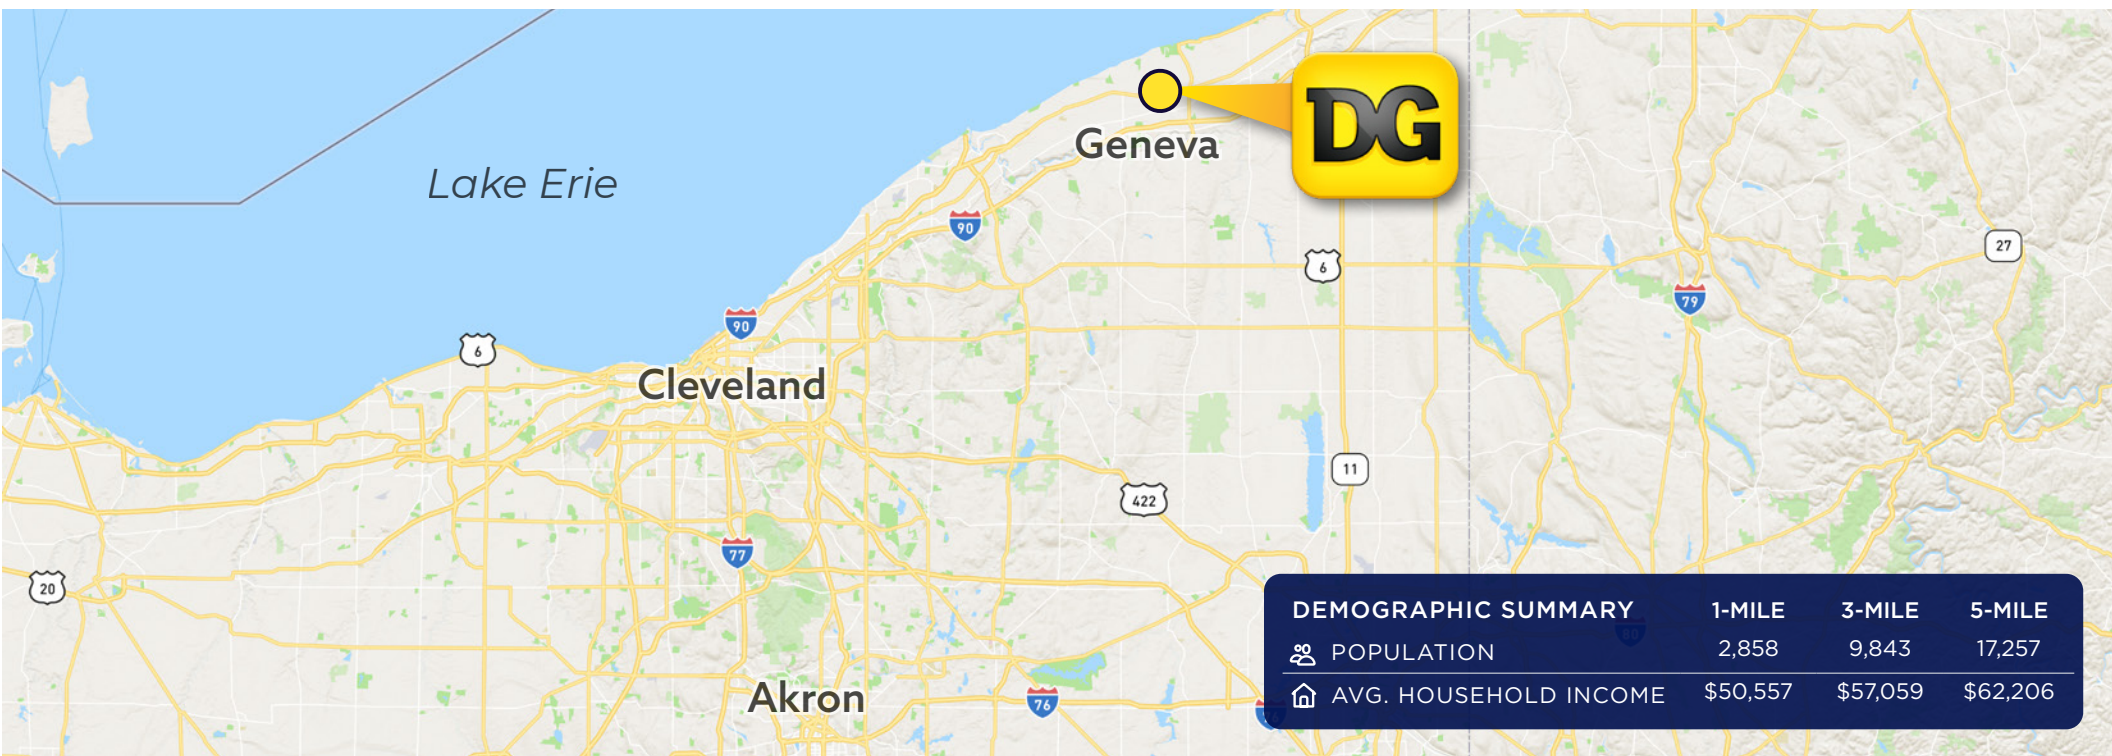 DG
Geneva
Lake Erie
90
6
27
79
90
6
Cleveland
11
422
77
20
Akron
76
DEMOGRAPHIC SUMMARY 1-MILE 3-MILE 5-MILE
80
POPULATION 2,858 9,843 17,257
AVG. HOUSEHOLD INCOME $50,557 $57,059 $62,206